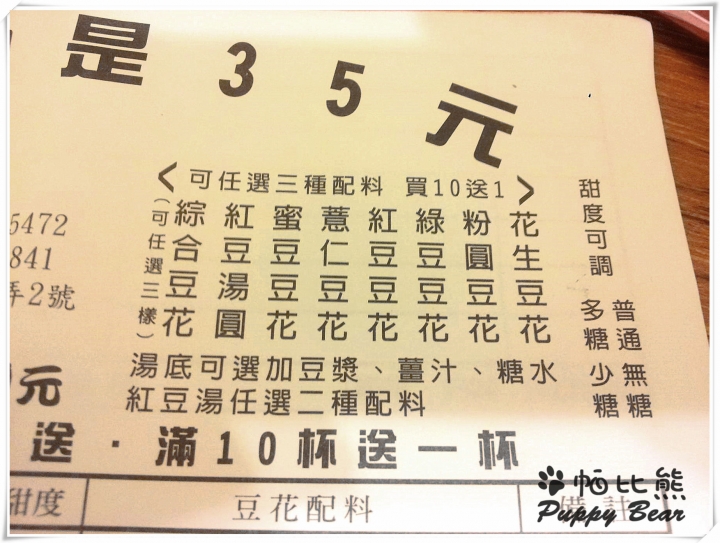 是35元
<可任選三種配料 買10送1>
花生豆花
粉圓豆花
綠豆豆花
紅豆豆花
薏仁豆花
蜜豆豆花
紅豆湯圓
綜合豆花
(可任選三樣)
湯底可選加豆漿、薑汁、糖水
紅豆湯任選二種配料
甜度可調
普通 無糖
多糖 少糖
5472
841
弄2號
元
送·滿10杯送一杯
甜度 豆花配料 備註
帕比熊
Puppy Bear